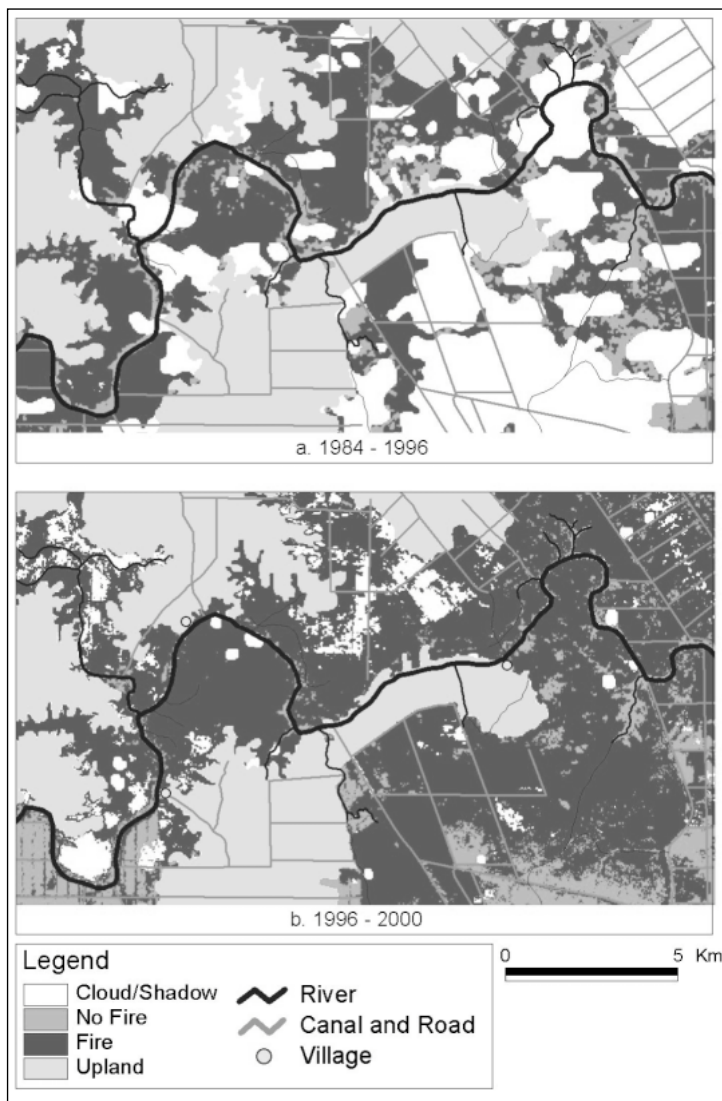 a. 1984 - 1996
b. 1996 - 2000
Legend
Cloud/Shadow
No Fire
Fire
Upland
River
Canal and Road
Village
0 5 Km